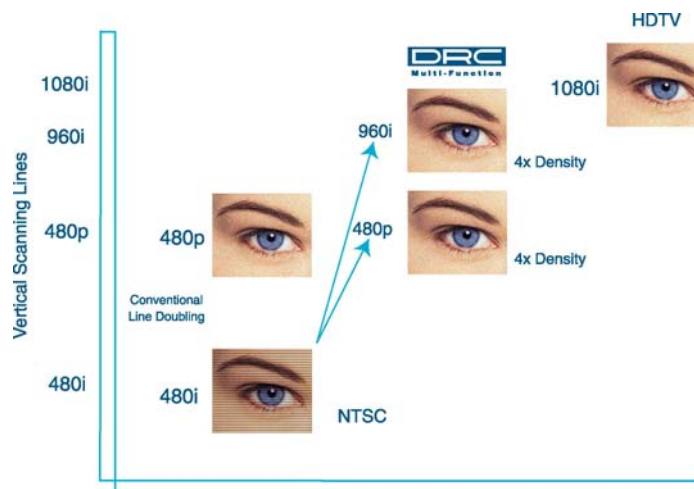 HDTV
DRC
Multi-Function
1080i
1080i
960i
960i
4x Density
480p
480p
480p
4x Density
Vertical Scanning Lines
Conventional
Line Doubling
480i
480i
NTSC